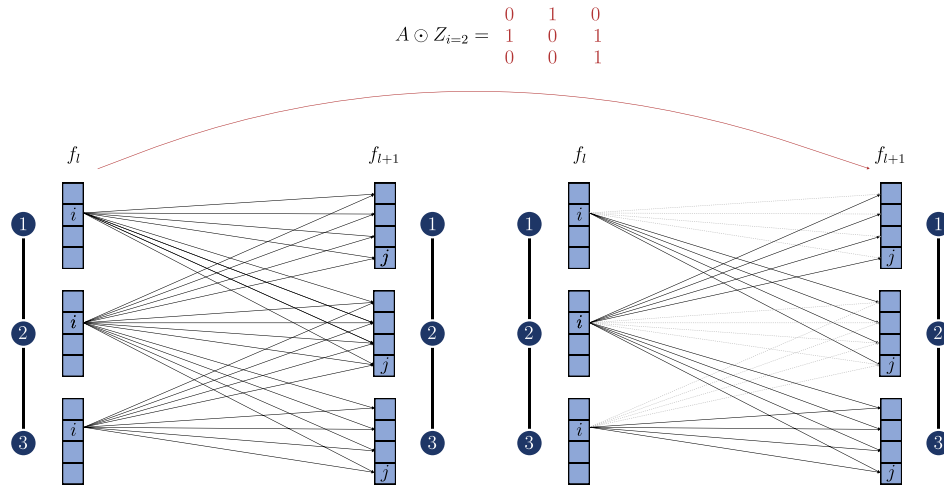 0 1 0
A ⊙ Z_{i=2} = 1 0 1
0 0 1
f_l f_{l+1} f_l f_{l+1}
i i
1 1 1 1
j j
i i
2 2 2 2
j j
i i
3 3 3 3
j j